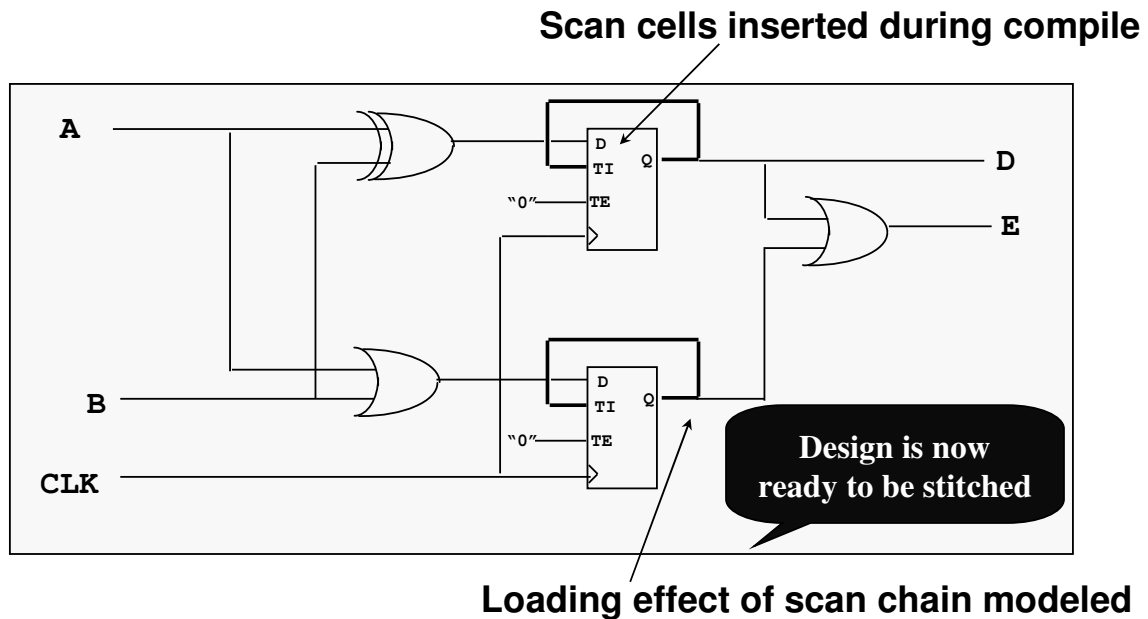 Scan cells inserted during compile
A
D
TI
Q
"0"
TE
D
E
B
D
TI
Q
"0"
TE
CLK
Design is now
ready to be stitched
Loading effect of scan chain modeled